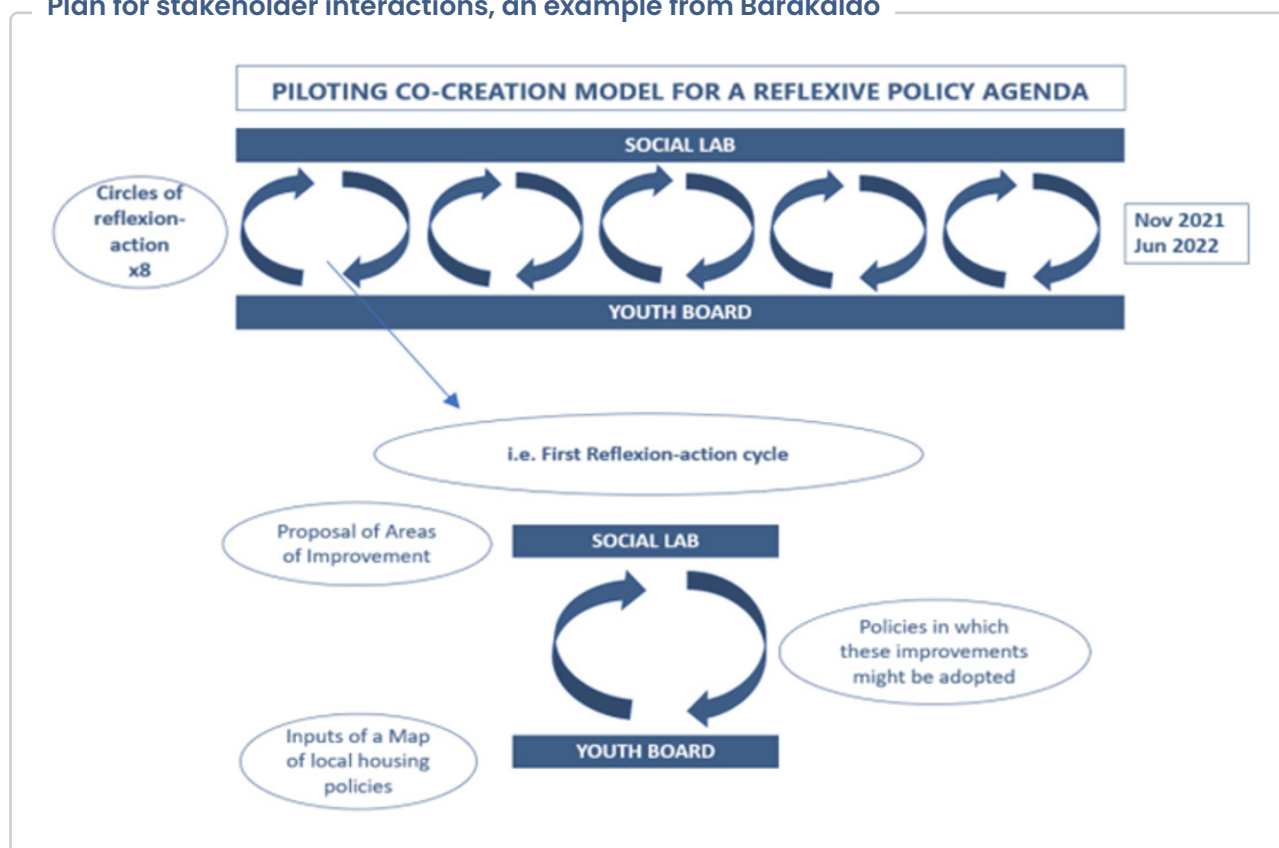 Plan for stakeholder interactions, an example from Barakaldo
PILOTING CO-CREATION MODEL FOR A REFLEXIVE POLICY AGENDA
SOCIAL LAB
Circles of
reflexion-
action
x8
Nov 2021
Jun 2022
YOUTH BOARD
i.e. First Reflexion-action cycle
Proposal of Areas
of Improvement
SOCIAL LAB
Policies in which
these improvements
might be adopted
Inputs of a Map
of local housing
policies
YOUTH BOARD